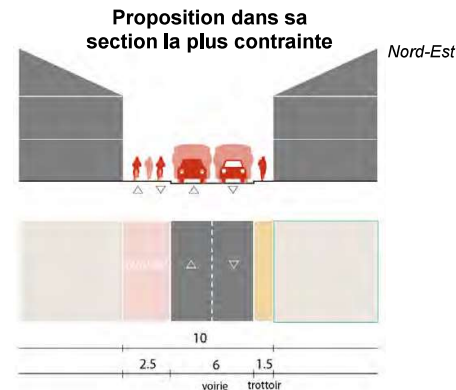 Proposition dans sa
section la plus contrainte
Nord-Est
10
2.5 6 1.5
voirie trottoir